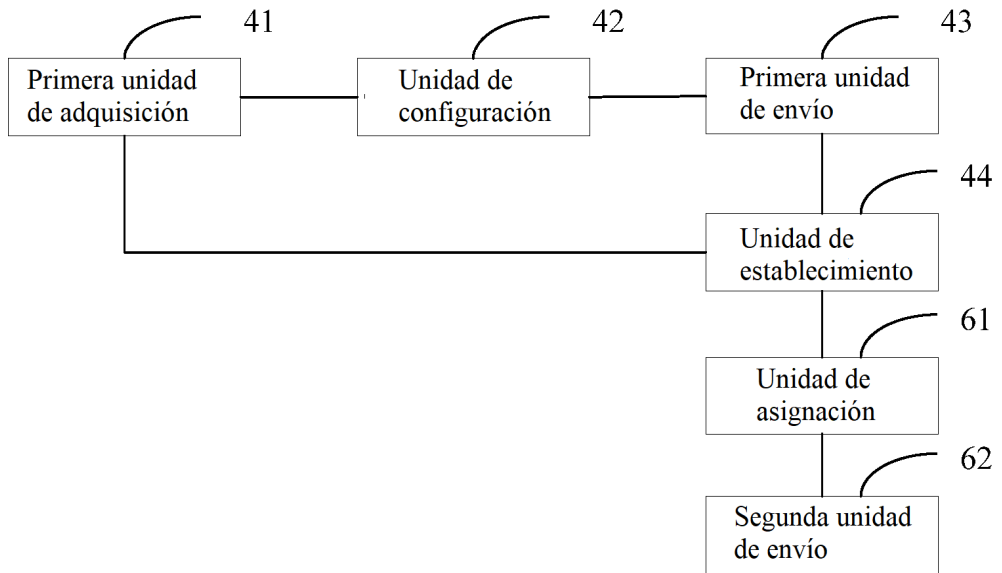 41
42
43
Primera unidad
de adquisición
Unidad de
configuración
Primera unidad
de envío
44
Unidad de
establecimiento
61
Unidad de
asignación
62
Segunda unidad
de envío